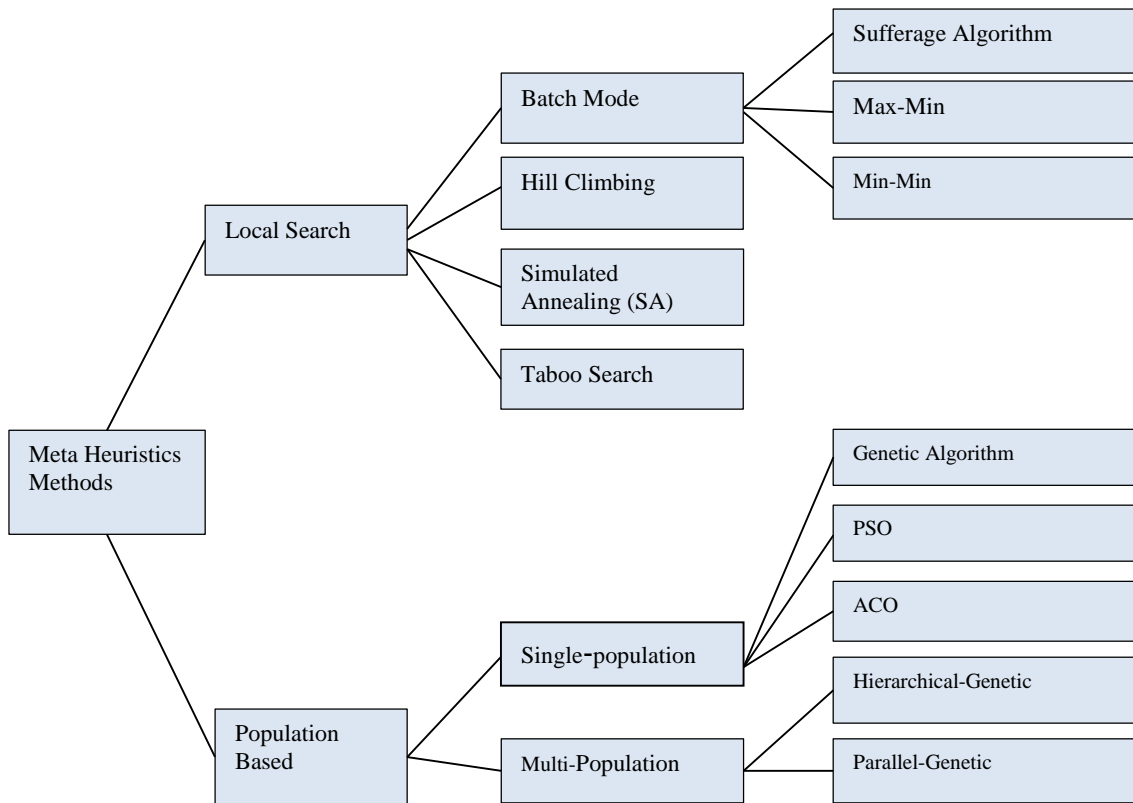 Sufferage Algorithm
Batch Mode
Max-Min
Hill Climbing
Min-Min
Local Search
Simulated
Annealing (SA)
Taboo Search
Meta Heuristics
Methods
Genetic Algorithm
PSO
ACO
Single-population
Hierarchical-Genetic
Population
Based
Multi-Population
Parallel-Genetic